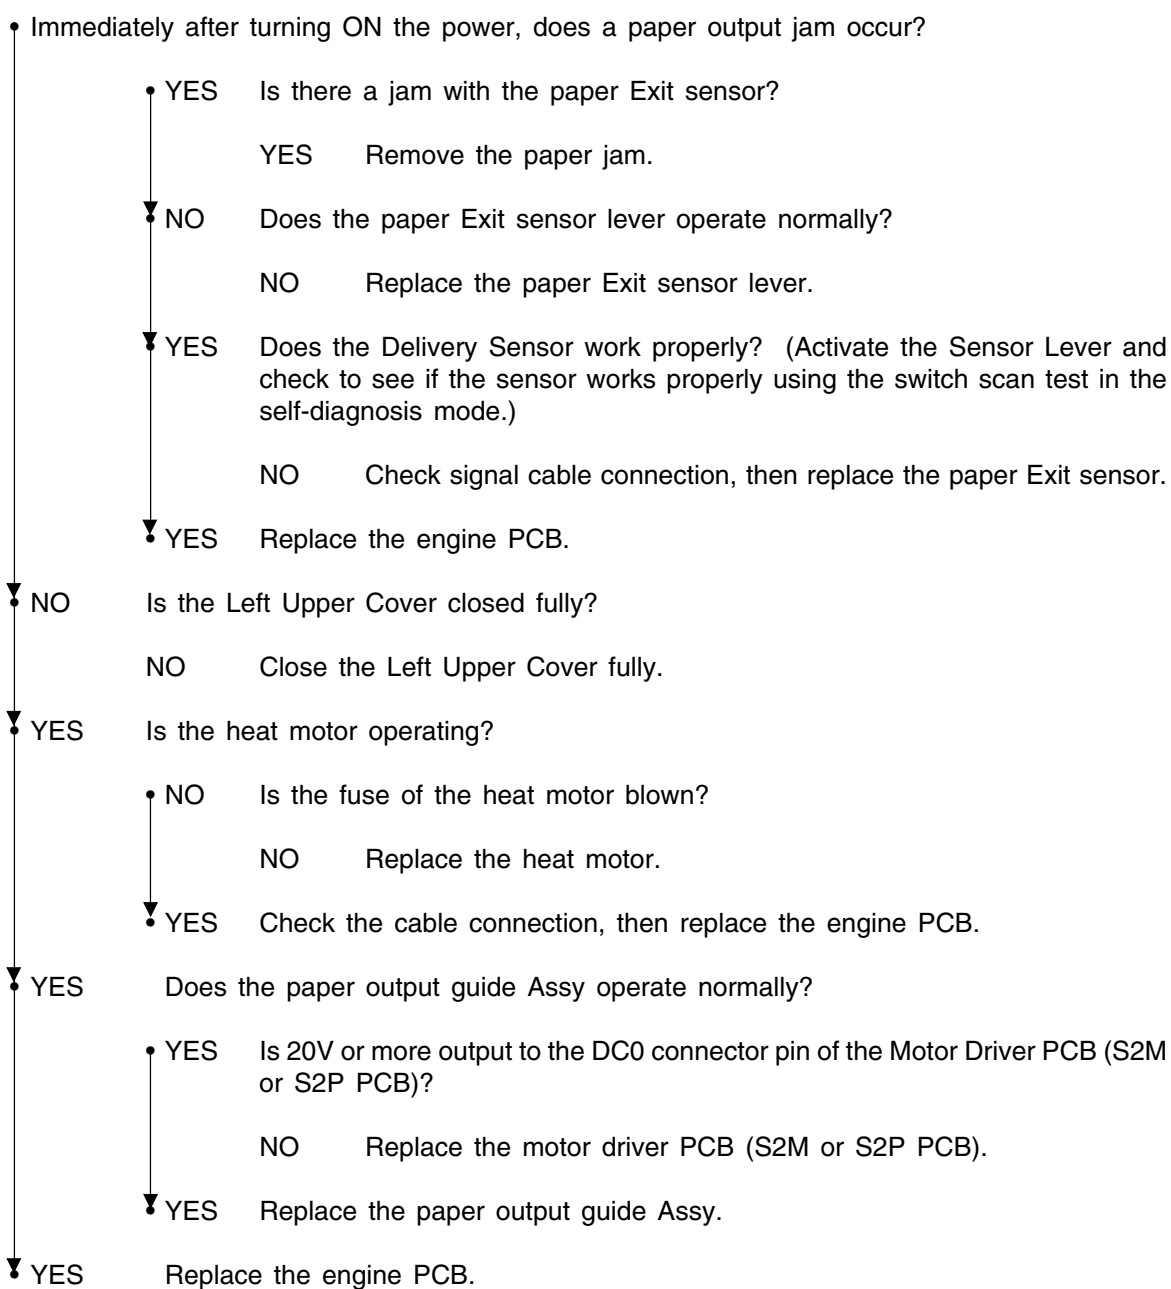 Immediately after turning ON the power, does a paper output jam occur?
YES Is there a jam with the paper Exit sensor?
YES Remove the paper jam.
NO Does the paper Exit sensor lever operate normally?
NO Replace the paper Exit sensor lever.
YES Does the Delivery Sensor work properly? (Activate the Sensor Lever and
check to see if the sensor works properly using the switch scan test in the
self-diagnosis mode.)
NO Check signal cable connection, then replace the paper Exit sensor.
YES Replace the engine PCB.
NO Is the Left Upper Cover closed fully?
NO Close the Left Upper Cover fully.
YES Is the heat motor operating?
NO Is the fuse of the heat motor blown?
NO Replace the heat motor.
YES Check the cable connection, then replace the engine PCB.
YES Does the paper output guide Assy operate normally?
YES Is 20V or more output to the DC0 connector pin of the Motor Driver PCB (S2M
or S2P PCB)?
NO Replace the motor driver PCB (S2M or S2P PCB).
YES Replace the paper output guide Assy.
YES Replace the engine PCB.